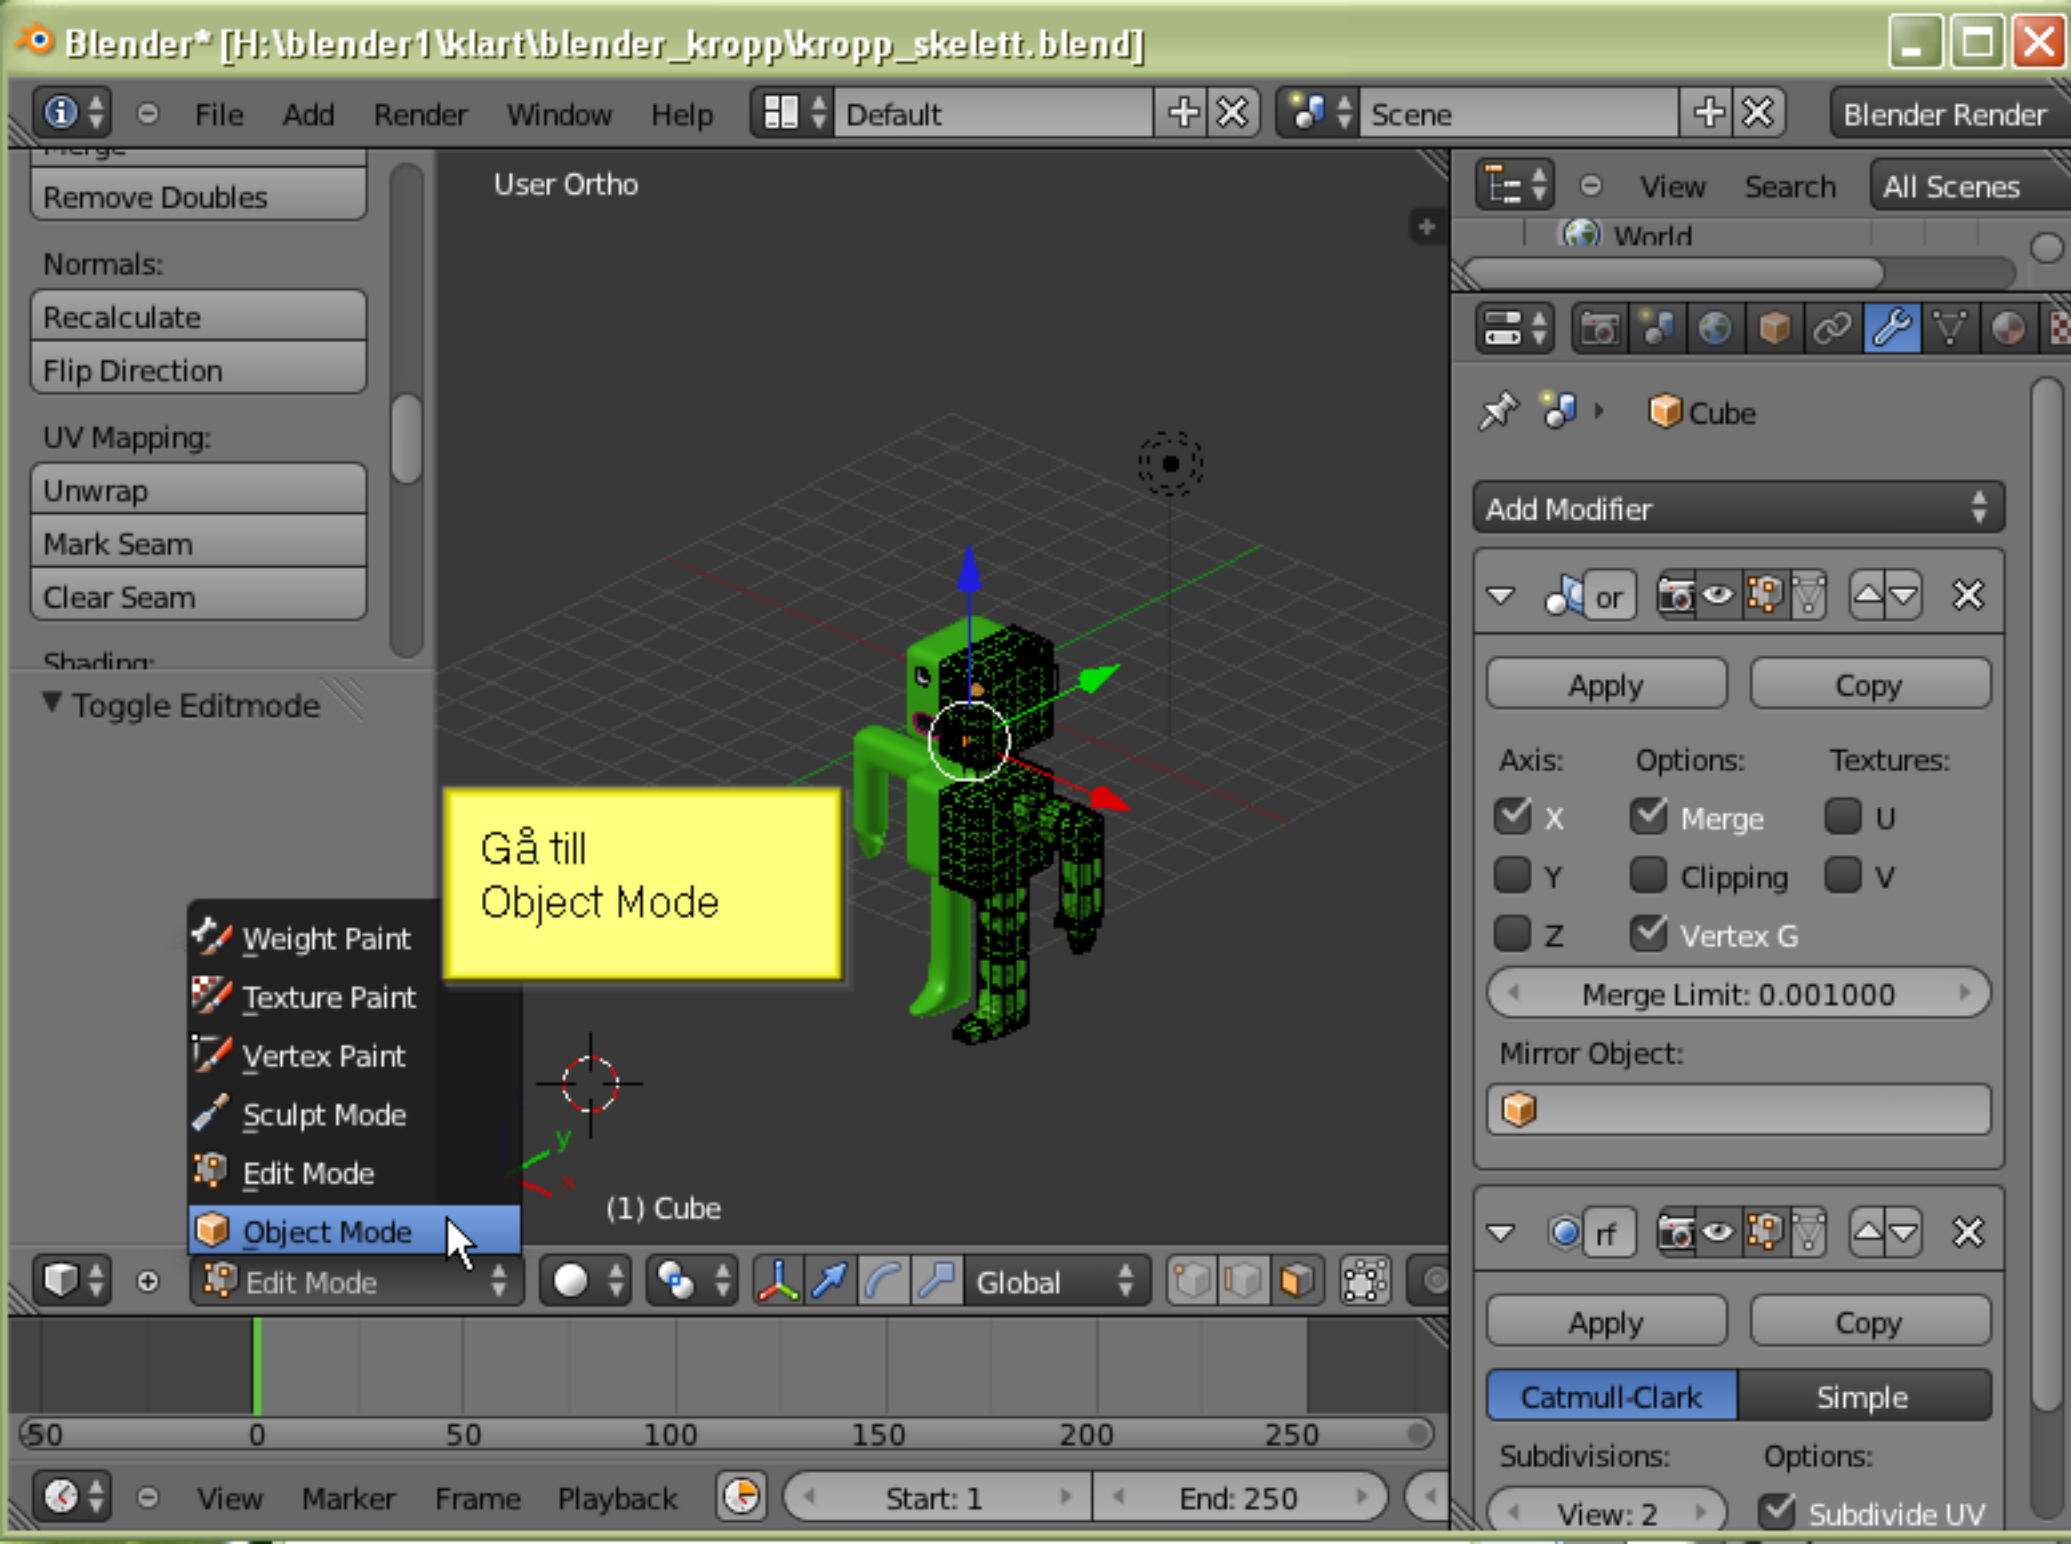 Blender* [H:\blender1\klart\blender_kropp\kropp_skelett.blend]
File Add Render Window Help Default Scene Blender Render
Merge
Remove Doubles
Normals:
Recalculate
Flip Direction
UV Mapping:
Unwrap
Mark Seam
Clear Seam
Shading:
Toggle Editmode
User Ortho
Gå till
Object Mode
Weight Paint
Texture Paint
Vertex Paint
Sculpt Mode
Edit Mode
Object Mode
y
x
(1) Cube
Edit Mode Global
-50 0 50 100 150 200 250
View Marker Frame Playback Start: 1 End: 250
View Search All Scenes
World
Cube
Add Modifier
or
Apply Copy
Axis: Options: Textures:
X Merge U
Y Clipping V
Z Vertex G
Merge Limit: 0.001000
Mirror Object:
rf
Apply Copy
Catmull-Clark Simple
Subdivisions: Options:
View: 2 Subdivide UV